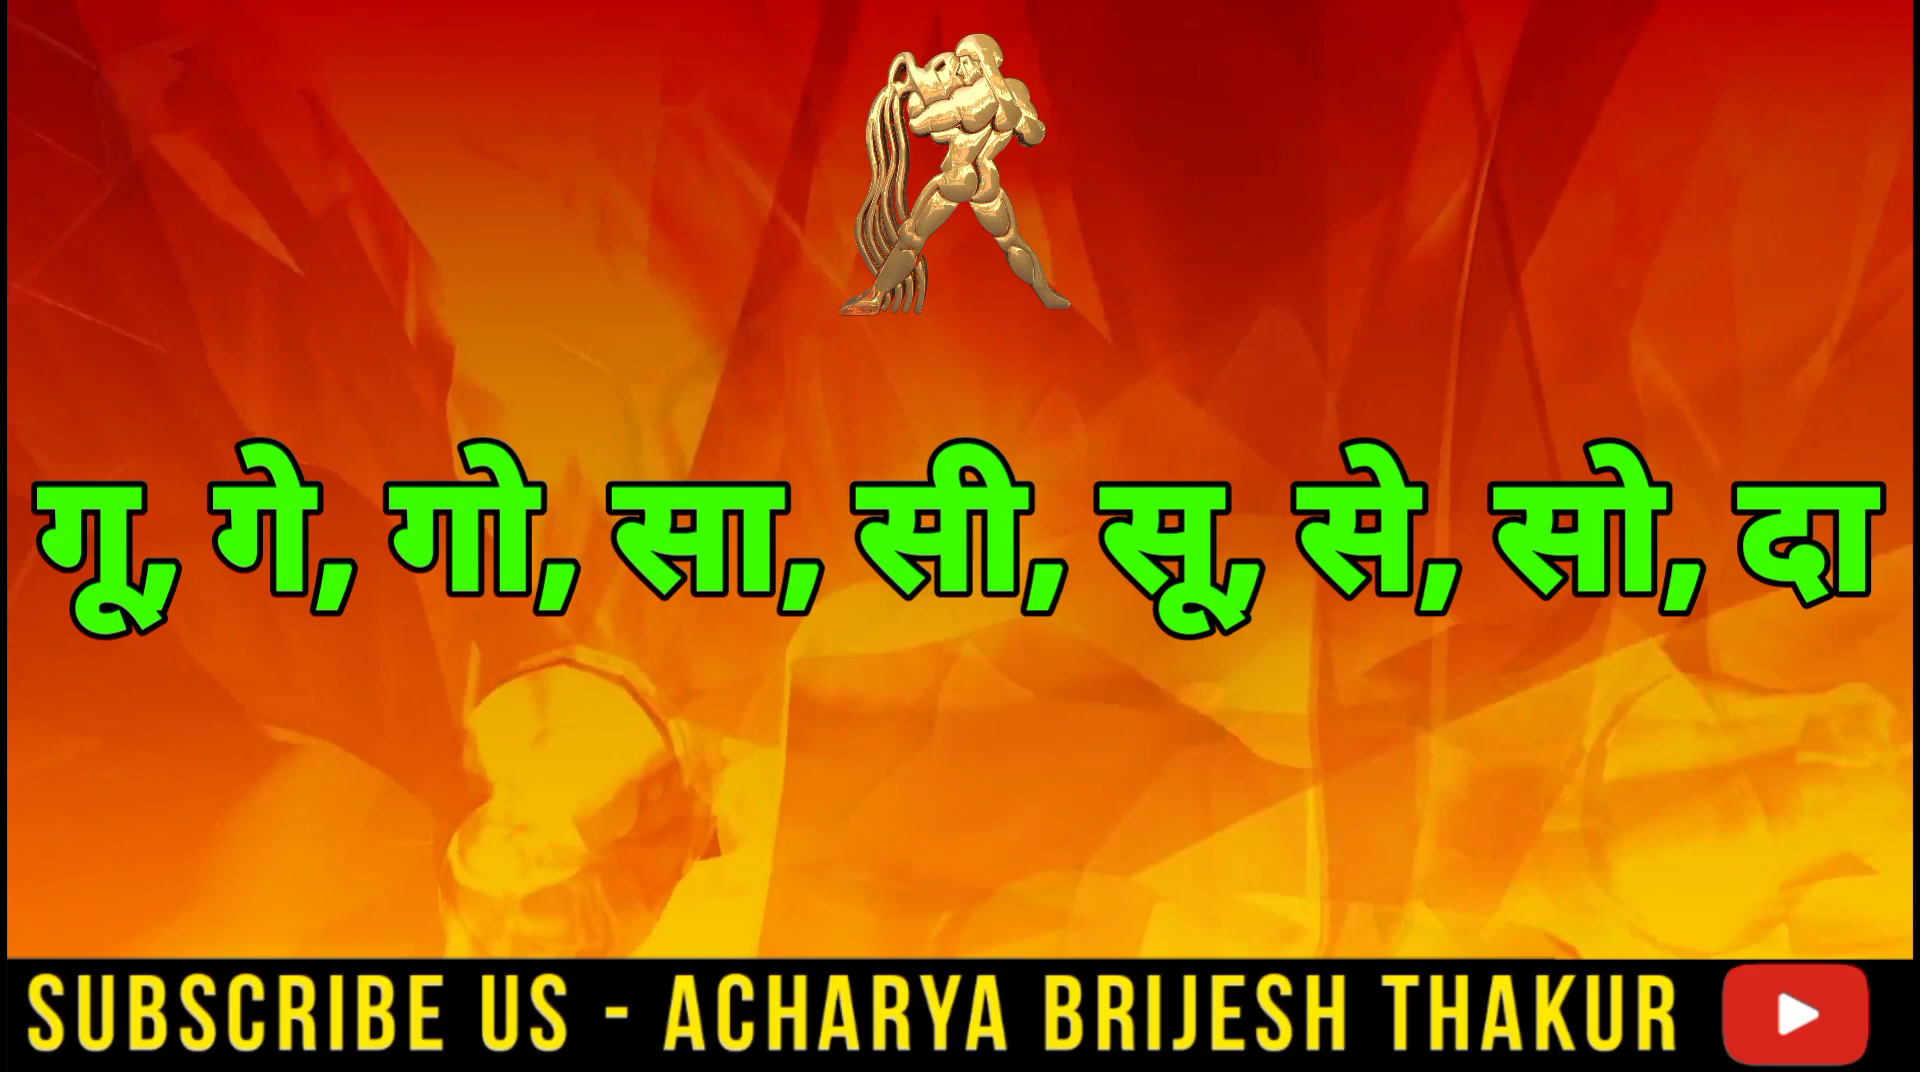 गू, गे, गो, सा, सी, सू, से, सो, दा
SUBSCRIBE US - ACHARYA BRIJESH THAKUR